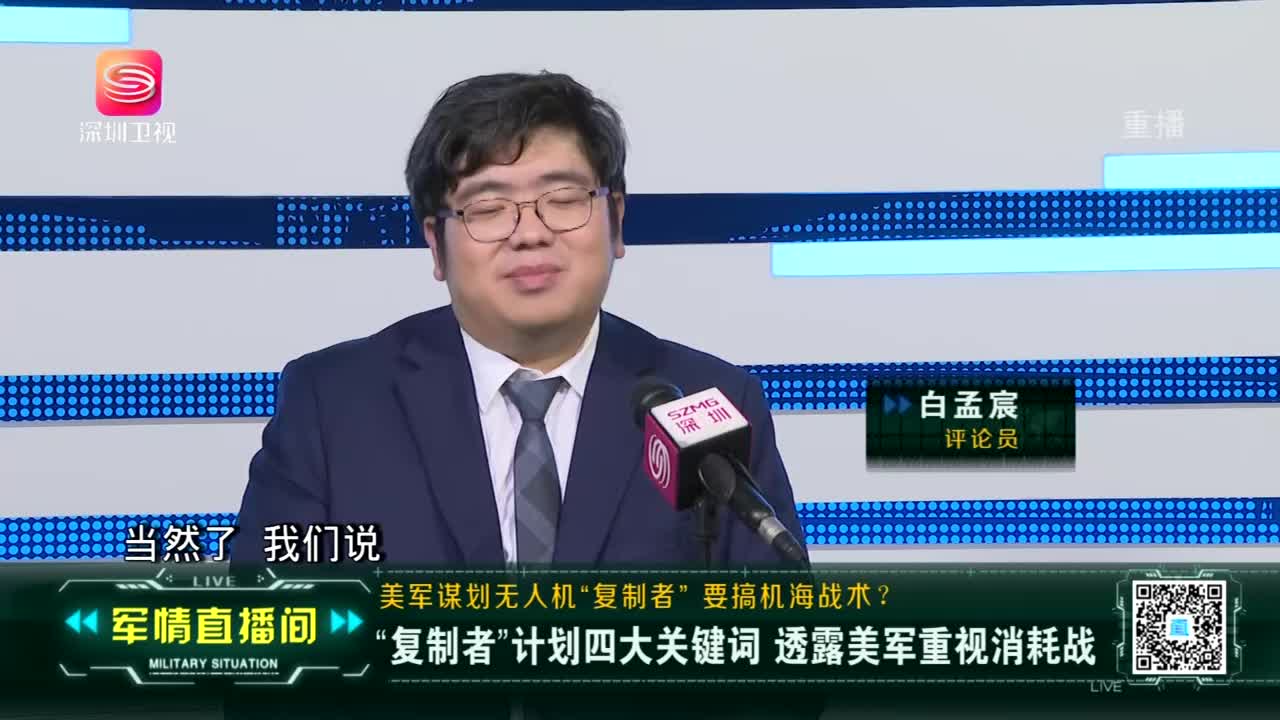 深圳卫视
重播
SZMG
深圳
白孟宸
评论员
当然了 我们说
LIVE
军情直播间
MILITARY SITUATION
美军谋划无人机“复制者” 要搞机海战术？
“复制者”计划四大关键词 透露美军重视消耗战
直
LIVE